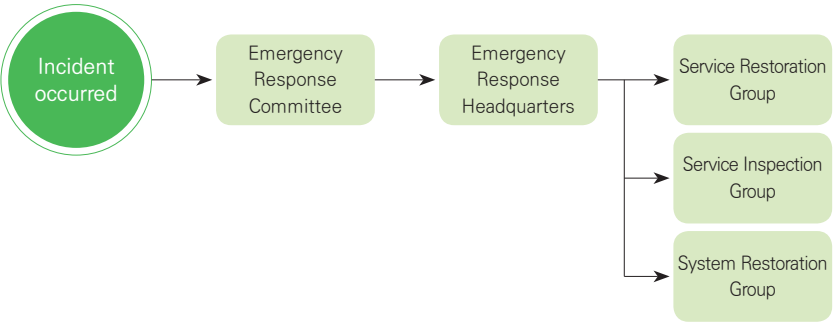 Incident
occurred
Emergency
Response
Committee
Emergency
Response
Headquarters
Service Restoration
Group
Service Inspection
Group
System Restoration
Group